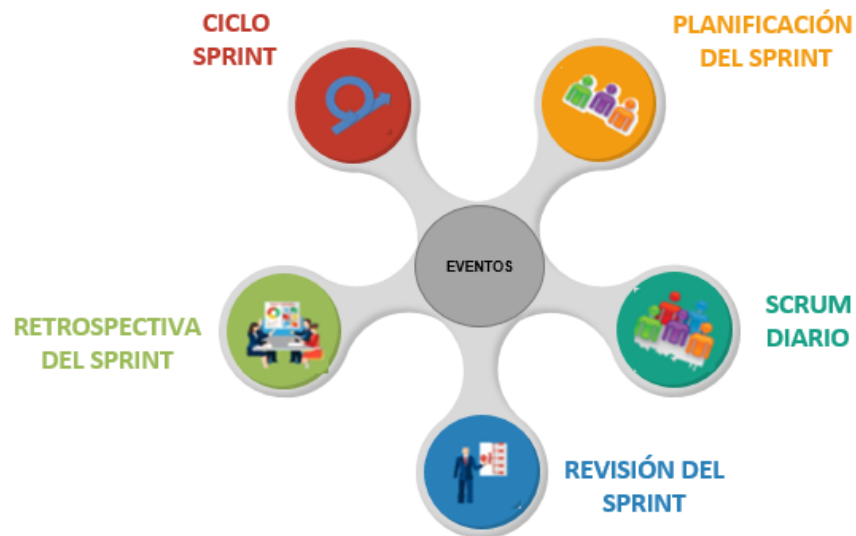 CICLO
SPRINT
PLANIFICACIÓN
DEL SPRINT
EVENTOS
SCRUM
DIARIO
RETROSPECTIVA
DEL SPRINT
REVISIÓN DEL
SPRINT